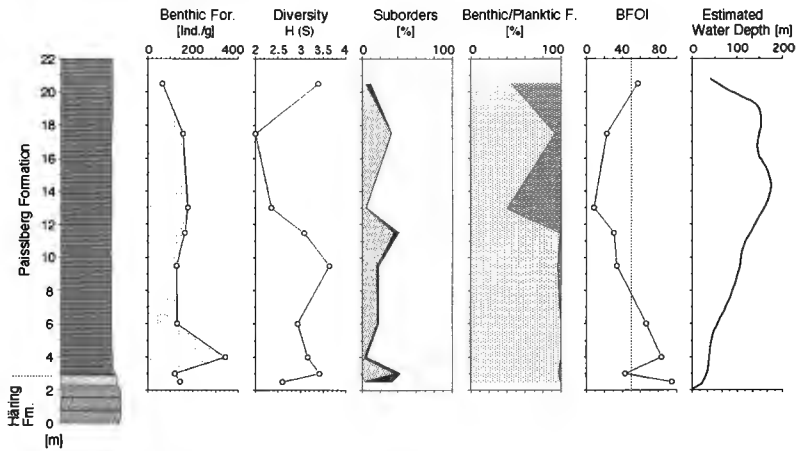 Benthic For.
[Ind./g]
0 200 400
Diversity
H (S)
2 2.5 3 3.5 4
Suborders
[%]
0 100
Benthic/Planktic F.
[%]
0 100
BFOI
0 40 80
Estimated
Water Depth [m]
0 100 200
22
20
18
16
14
12
10
8
6
4
2
0
[m]
Paisslberg Formation
Häring
Fm.